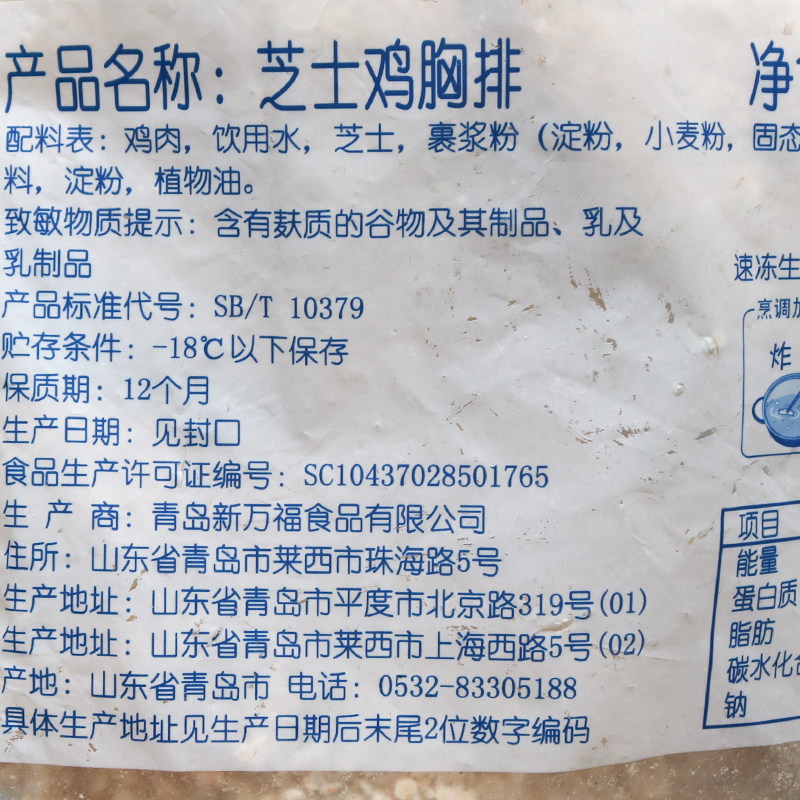 产品名称：芝士鸡胸排
净
配料表：鸡肉，饮用水，芝士，裹浆粉（淀粉，小麦粉，固态
料，淀粉，植物油。
致敏物质提示：含有麸质的谷物及其制品、乳及
乳制品
产品标准代号：SB/T 10379
贮存条件：-18℃以下保存
保质期：12个月
生产日期：见封口
食品生产许可证编号：SC10437028501765
生 产 商：青岛新万福食品有限公司
住所：山东省青岛市莱西市珠海路5号
生产地址：山东省青岛市平度市北京路319号(01)
生产地址：山东省青岛市莱西市上海西路5号(02)
产地：山东省青岛市 电话：0532-83305188
具体生产地址见生产日期后末尾2位数字编码
速冻生
烹调加
炸
项目
能量
蛋白质
脂肪
碳水化合
钠